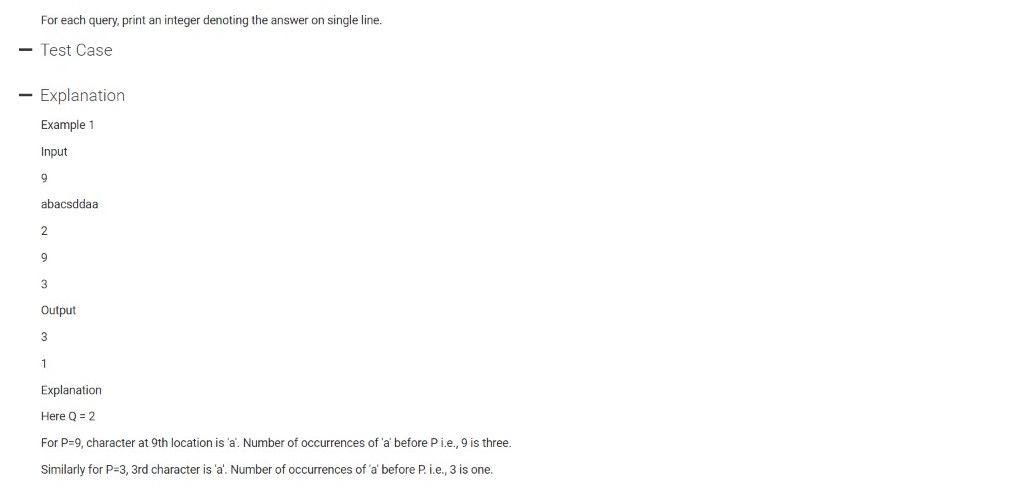 For each query, print an integer denoting the answer on single line.
Test Case
Explanation
Example 1
Input
9
abacsddaa
2
9
3
Output
3
1
Explanation
Here Q = 2
For P=9, character at 9th location is 'a'. Number of occurrences of 'a' before P i.e., 9 is three.
Similarly for P=3, 3rd character is 'a'. Number of occurrences of 'a' before P. i.e., 3 is one.